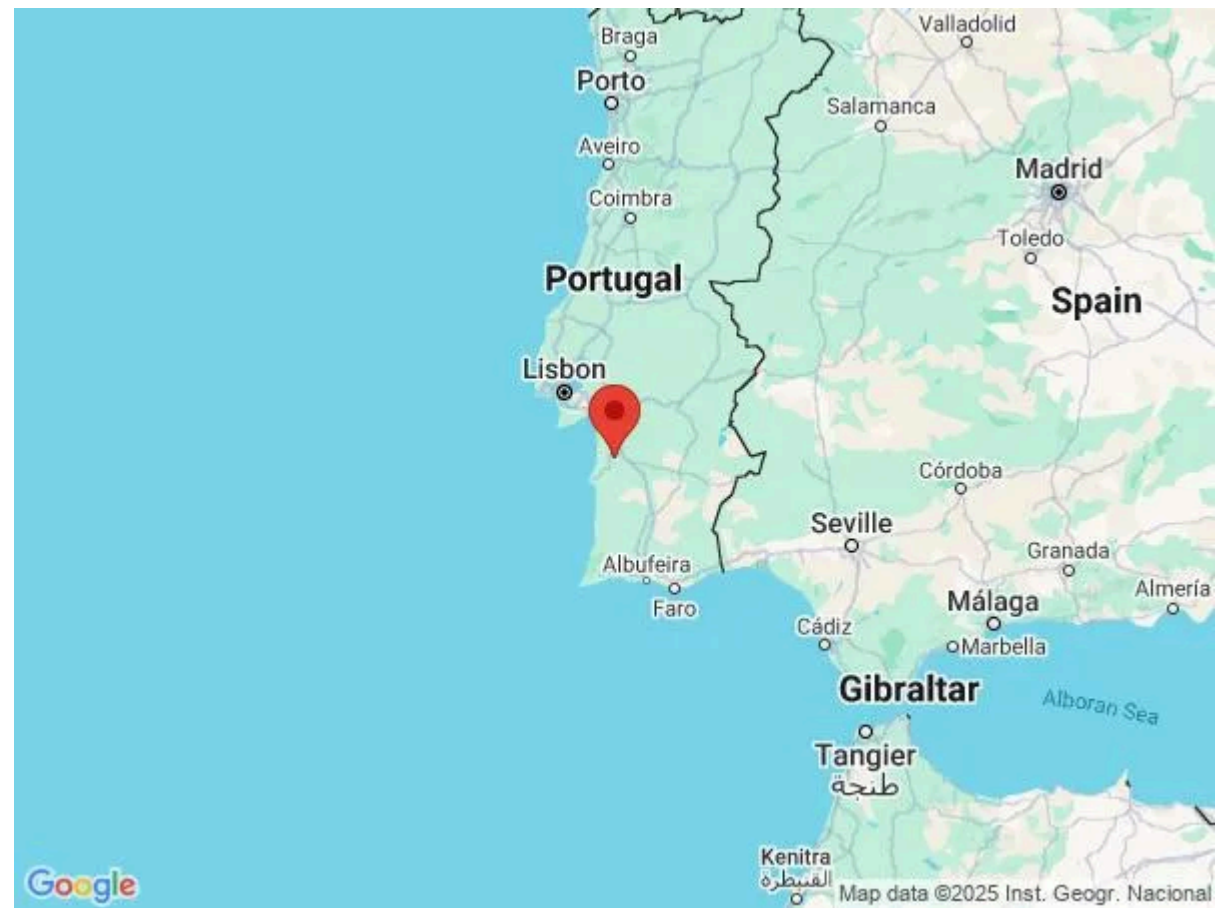 Braga
Valladolid
Porto
Salamanca
Aveiro
Madrid
Coimbra
Toledo
Portugal
Spain
Lisbon
Córdoba
Seville
Granada
Albufeira
Almería
Faro
Málaga
Cádiz
Marbella
Gibraltar
Alboran Sea
Tangier
طنجة
Kenitra
القنيطرة
Google
Map data ©2025 Inst. Geogr. Nacional